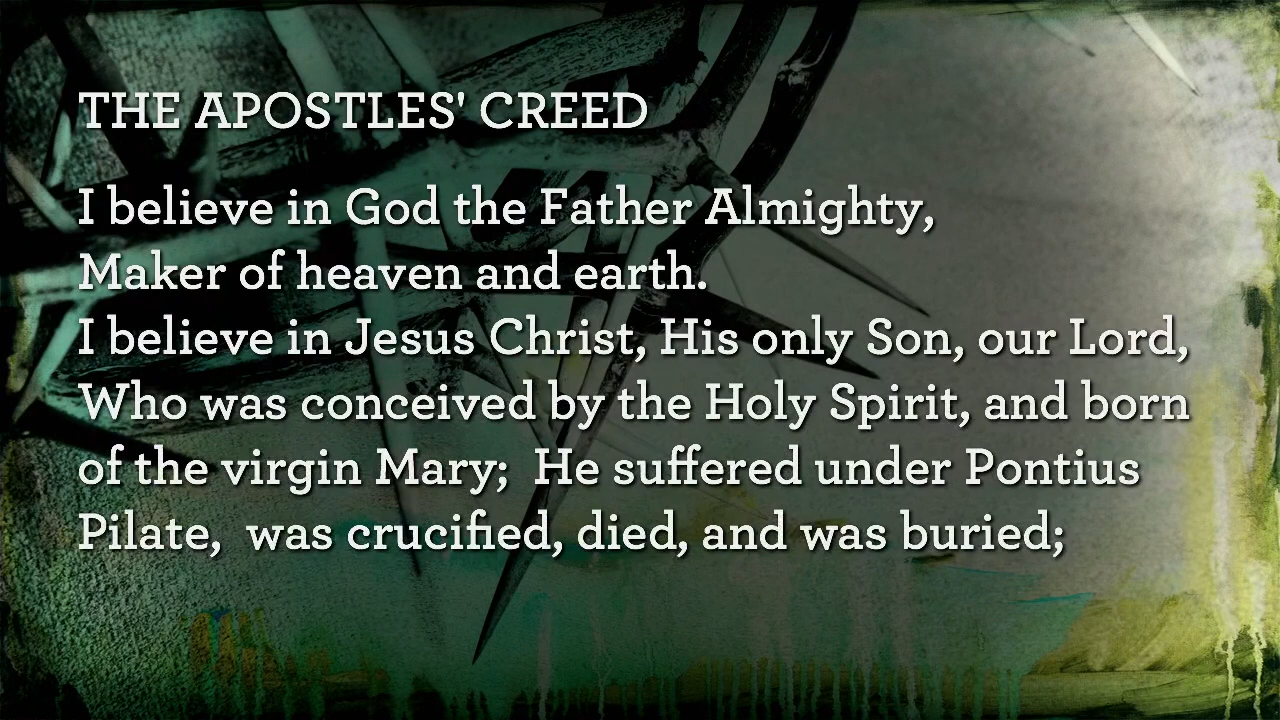 THE APOSTLES' CREED
I believe in God the Father Almighty,
Maker of heaven and earth.
I believe in Jesus Christ, His only Son, our Lord,
Who was conceived by the Holy Spirit, and born
of the virgin Mary;  He suffered under Pontius
Pilate,  was crucified, died, and was buried;